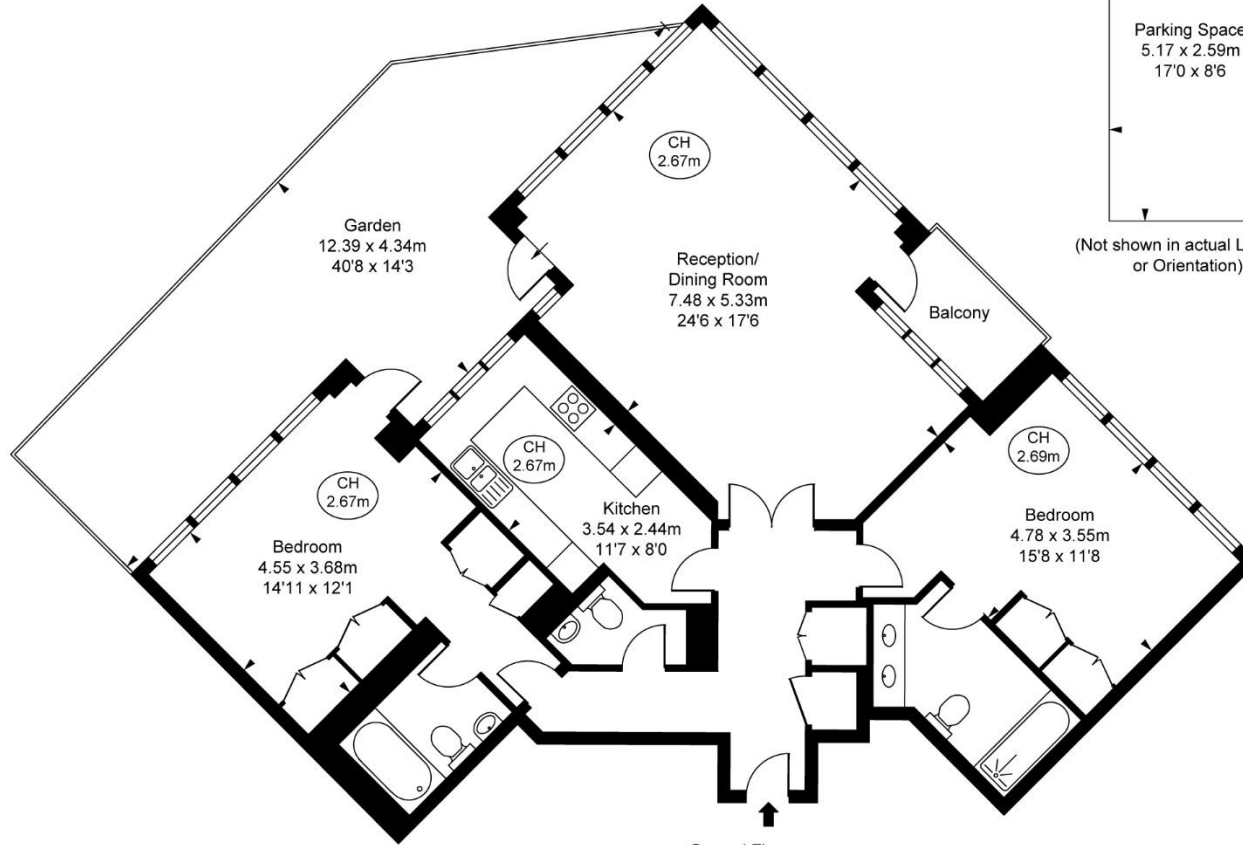 Parking Space
5.17 x 2.59m
17'0 x 8'6
CH
2.67m
Garden
12.39 x 4.34m
40'8 x 14'3
(Not shown in actual L
or Orientation)
Reception/
Dining Room
7.48 x 5.33m
24'6 x 17'6
Balcony
CH
2.69m
CH
2.67m
CH
2.67m
Kitchen
3.54 x 2.44m
11'7 x 8'0
Bedroom
4.78 x 3.55m
15'8 x 11'8
Bedroom
4.55 x 3.68m
14'11 x 12'1